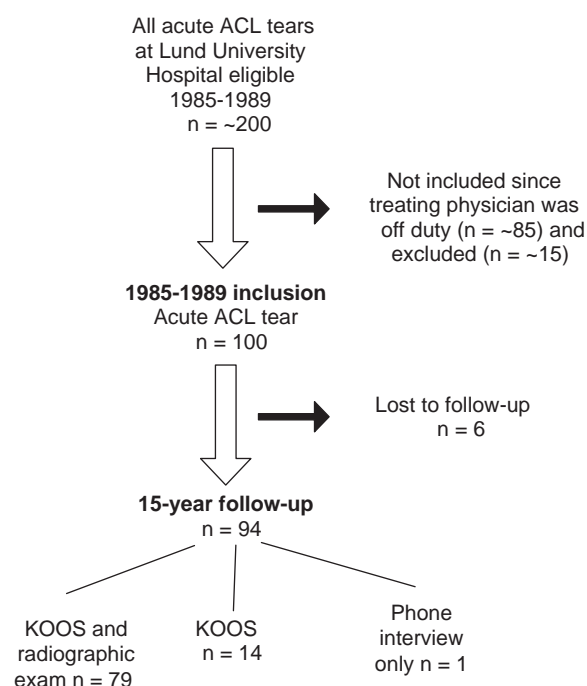 All acute ACL tears
at Lund University
Hospital eligible
1985-1989
n = ~200
Not included since
treating physician was
off duty (n = ~85) and
excluded (n = ~15)
1985-1989 inclusion
Acute ACL tear
n = 100
Lost to follow-up
n = 6
15-year follow-up
n = 94
KOOS and
radiographic
exam n = 79
KOOS
n = 14
Phone
interview
only n = 1